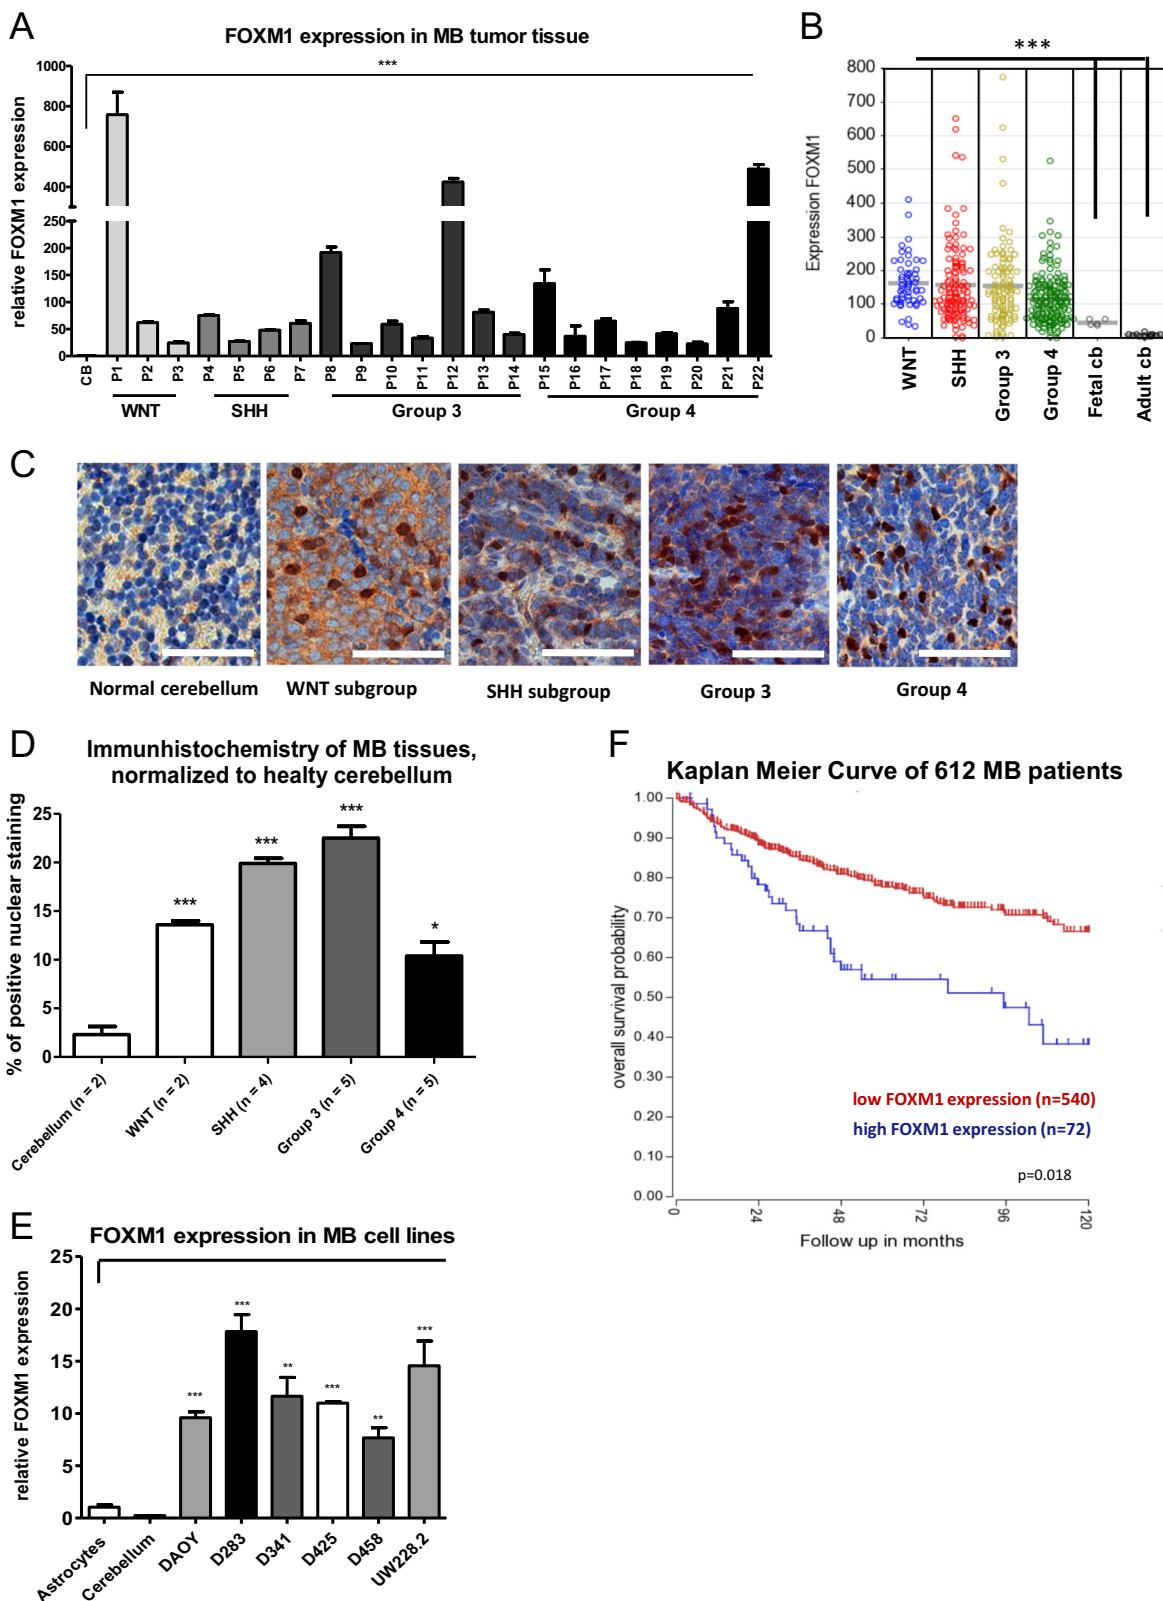 A
FOXM1 expression in MB tumor tissue
relative FOXM1 expression
1000
800
600
400
250
200
150
100
50
0
***
CB P1 P2 P3 P4 P5 P6 P7 P8 P9 P10 P11 P12 P13 P14 P15 P16 P17 P18 P19 P20 P21 P22
WNT SHH Group 3 Group 4
B
***
Expression FOXM1
800
700
600
500
400
300
200
100
0
WNT SHH Group 3 Group 4 Fetal cb Adult cb
C
Normal cerebellum WNT subgroup SHH subgroup Group 3 Group 4
D
Immunhistochemistry of MB tissues,
normalized to healty cerebellum
% of positive nuclear staining
25
20
15
10
5
0
*** *** *** *
Cerebellum (n = 2) WNT (n = 2) SHH (n = 4) Group 3 (n = 5) Group 4 (n = 5)
E
FOXM1 expression in MB cell lines
relative FOXM1 expression
25
20
15
10
5
0
*** *** ** *** ** ***
Astrocytes Cerebellum DAOY D283 D341 D425 D458 UW228.2
F
Kaplan Meier Curve of 612 MB patients
overall survival probability
1.00
0.90
0.80
0.70
0.60
0.50
0.40
0.30
0.20
0.10
0.00
low FOXM1 expression (n=540)
high FOXM1 expression (n=72)
p=0.018
0 24 48 72 96 120
Follow up in months